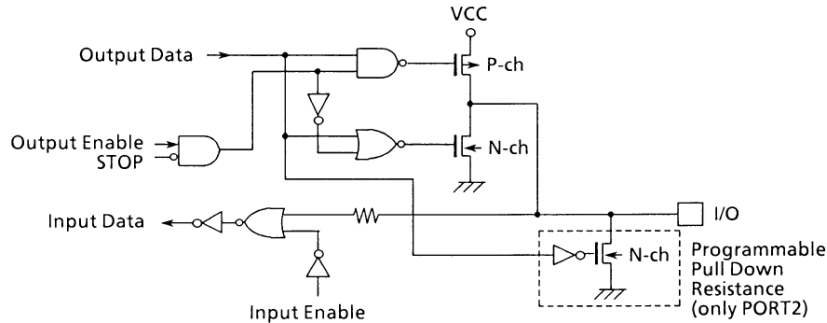 VCC
Output Data
P-ch
Output Enable
STOP
N-ch
Input Data
I/O
N-ch
Programmable
Pull Down
Resistance
(only PORT2)
Input Enable